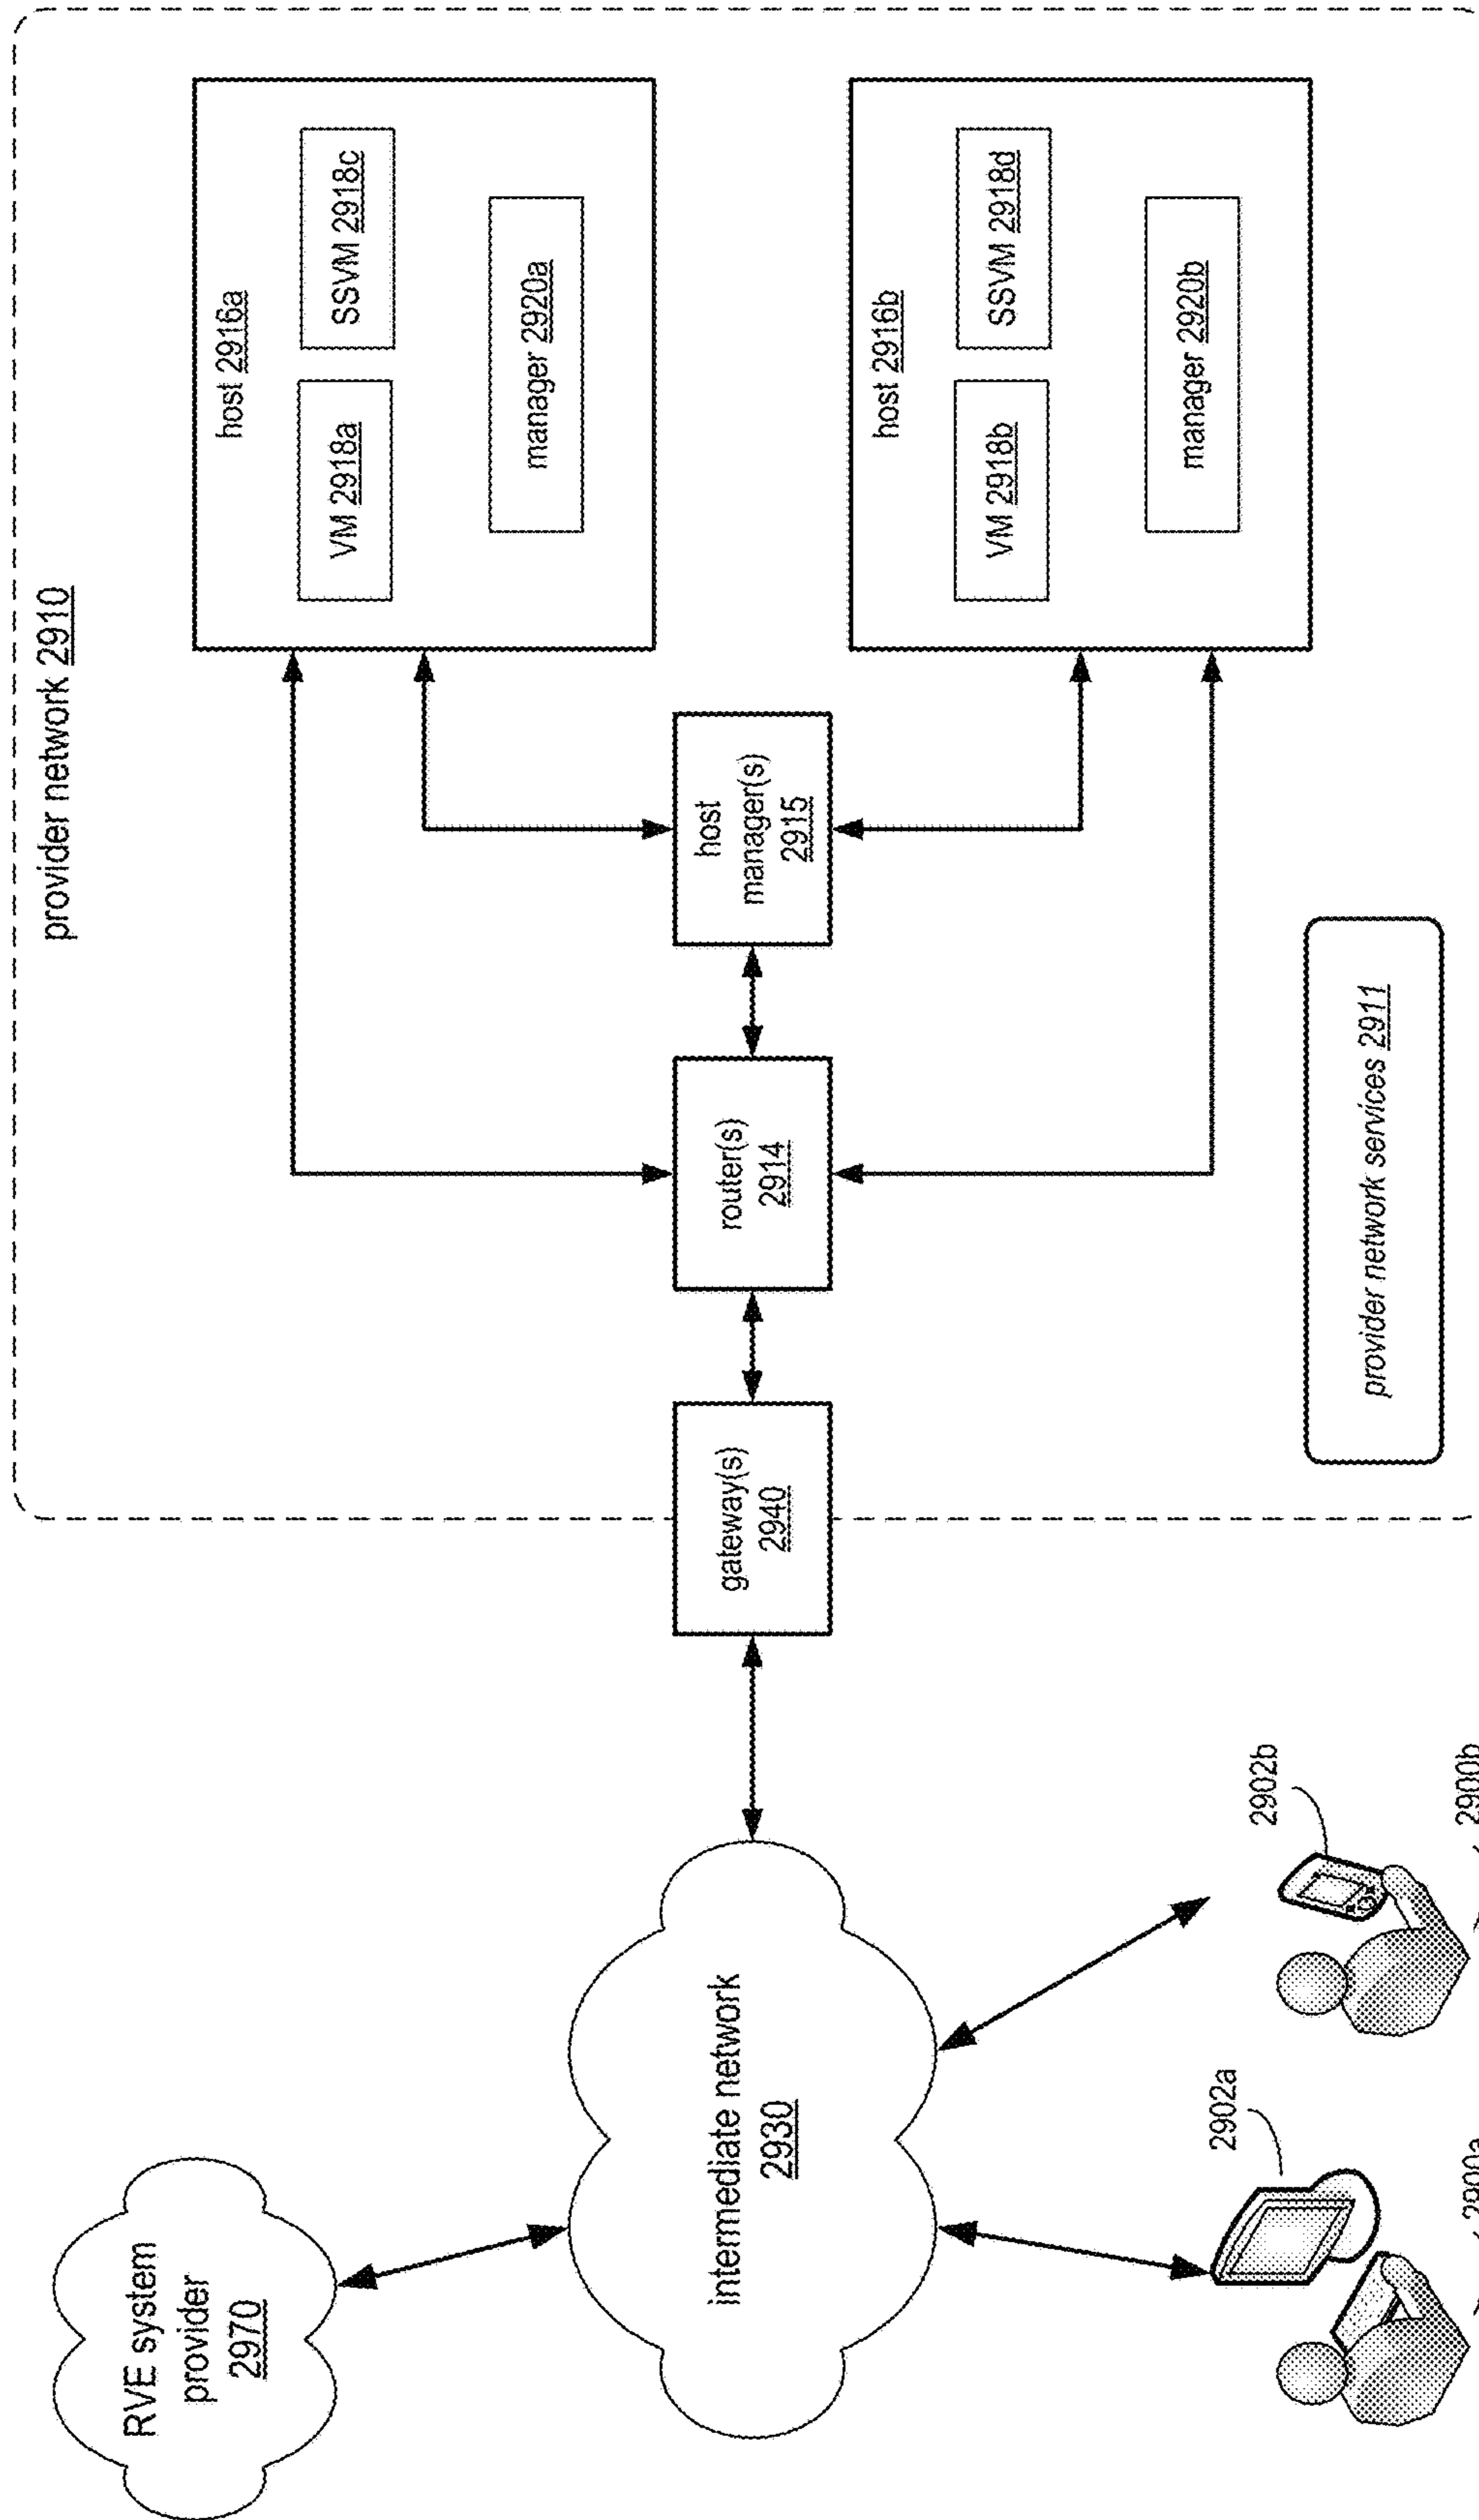 provider network 2910
RVE system
provider
2970
host 2916a
VM 2918a
SSVM 2918c
manager 2920a
intermediate network
2930
gateway(s)
2940
router(s)
2914
host
manager(s)
2915
host 2916b
VM 2918b
SSVM 2918d
manager 2920b
2902a
2902b
provider network services 2911
2900a
2900b